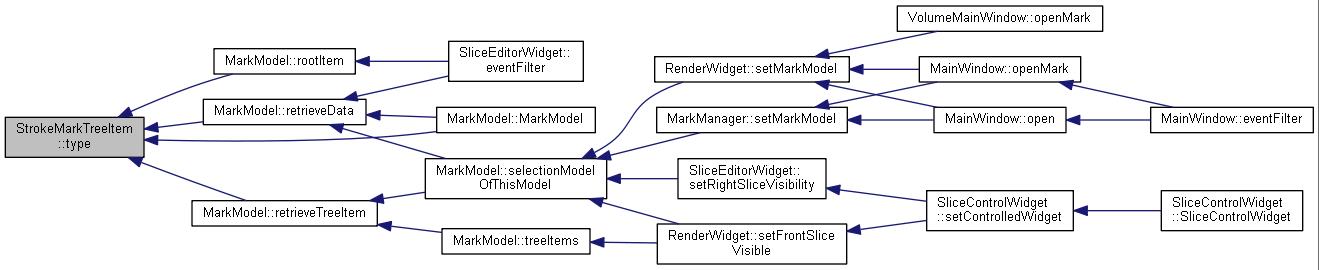 StrokeMarkTreeItem
::type
MarkModel::rootItem
MarkModel::retrieveData
MarkModel::retrieveTreeItem
SliceEditorWidget::
eventFilter
MarkModel::MarkModel
MarkModel::selectionModel
OfThisModel
MarkModel::treeItems
RenderWidget::setMarkModel
MarkManager::setMarkModel
SliceEditorWidget::
setRightSliceVisibility
RenderWidget::setFrontSlice
Visible
VolumeMainWindow::openMark
MainWindow::openMark
MainWindow::open
SliceControlWidget
::setControlledWidget
MainWindow::eventFilter
SliceControlWidget
::SliceControlWidget